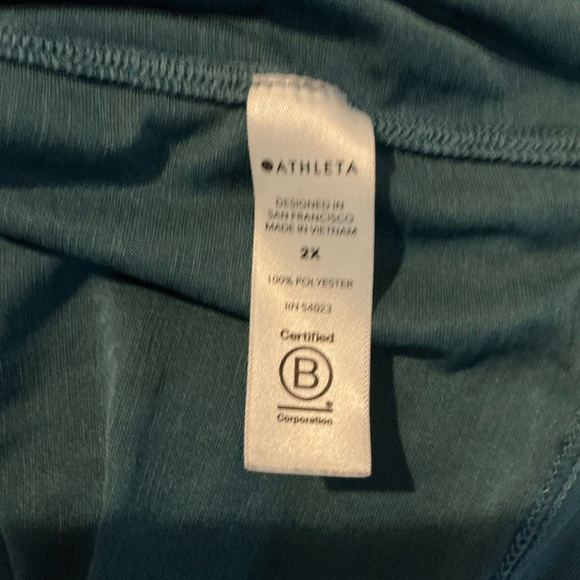 ATHLETA
DESIGNED IN
SAN FRANCISCO
MADE IN VIETNAM
2X
100% POLYESTER
RN 54023
Certified
B
®
Corporation